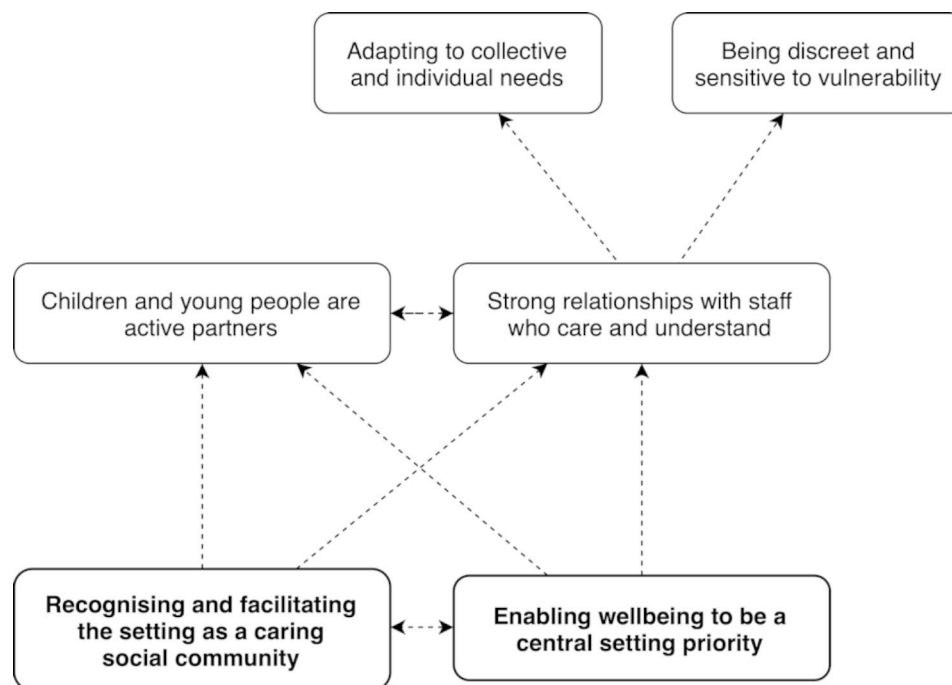 Adapting to collective
and individual needs
Being discreet and
sensitive to vulnerability
Children and young people are
active partners
Strong relationships with staff
who care and understand
Recognising and facilitating
the setting as a caring
social community
Enabling wellbeing to be a
central setting priority